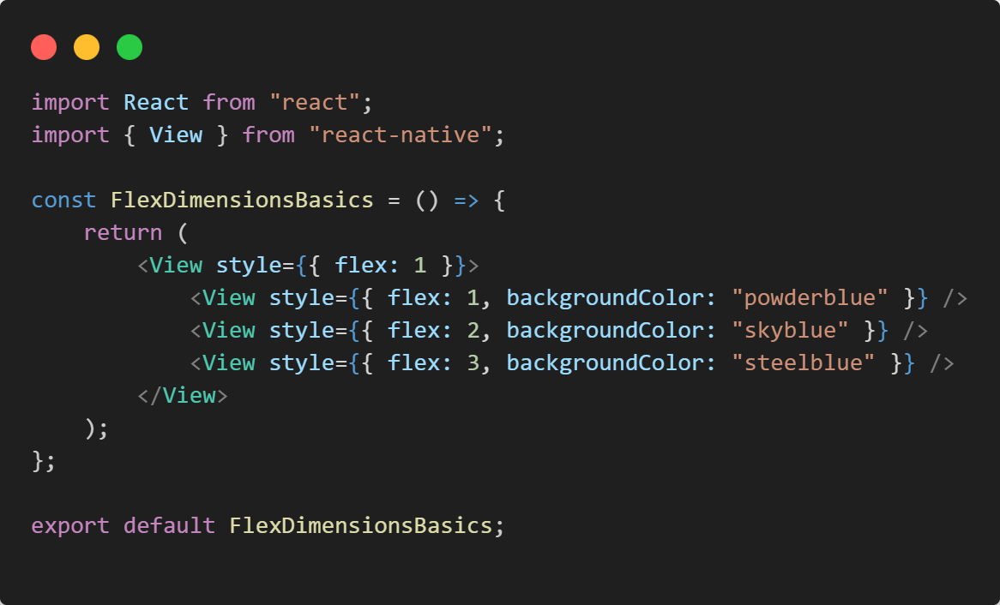 import React from "react";
import { View } from "react-native";

const FlexDimensionsBasics = () => {
    return (
        <View style={{ flex: 1 }}>
            <View style={{ flex: 1, backgroundColor: "powderblue" }} />
            <View style={{ flex: 2, backgroundColor: "skyblue" }} />
            <View style={{ flex: 3, backgroundColor: "steelblue" }} />
        </View>
    );
};

export default FlexDimensionsBasics;